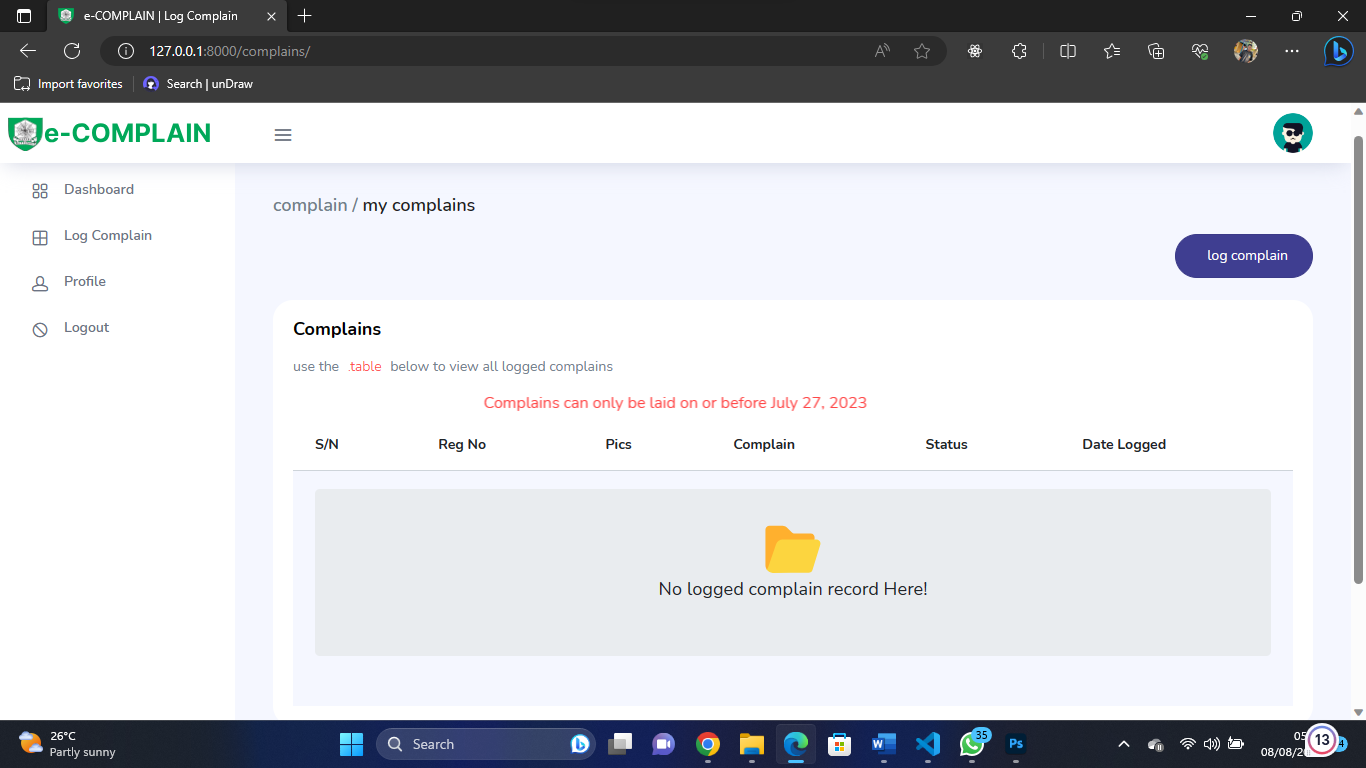 e-COMPLAIN | Log Complain
127.0.0.1:8000/complains/
Import favorites
Search | unDraw
e-COMPLAIN
Dashboard
Log Complain
Profile
Logout
complain / my complains
log complain
Complains
use the .table below to view all logged complains
Complains can only be laid on or before July 27, 2023
S/N Reg No Pics Complain Status Date Logged
No logged complain record Here!
26°C
Partly sunny
Search
35
Ps
13
08/08/20